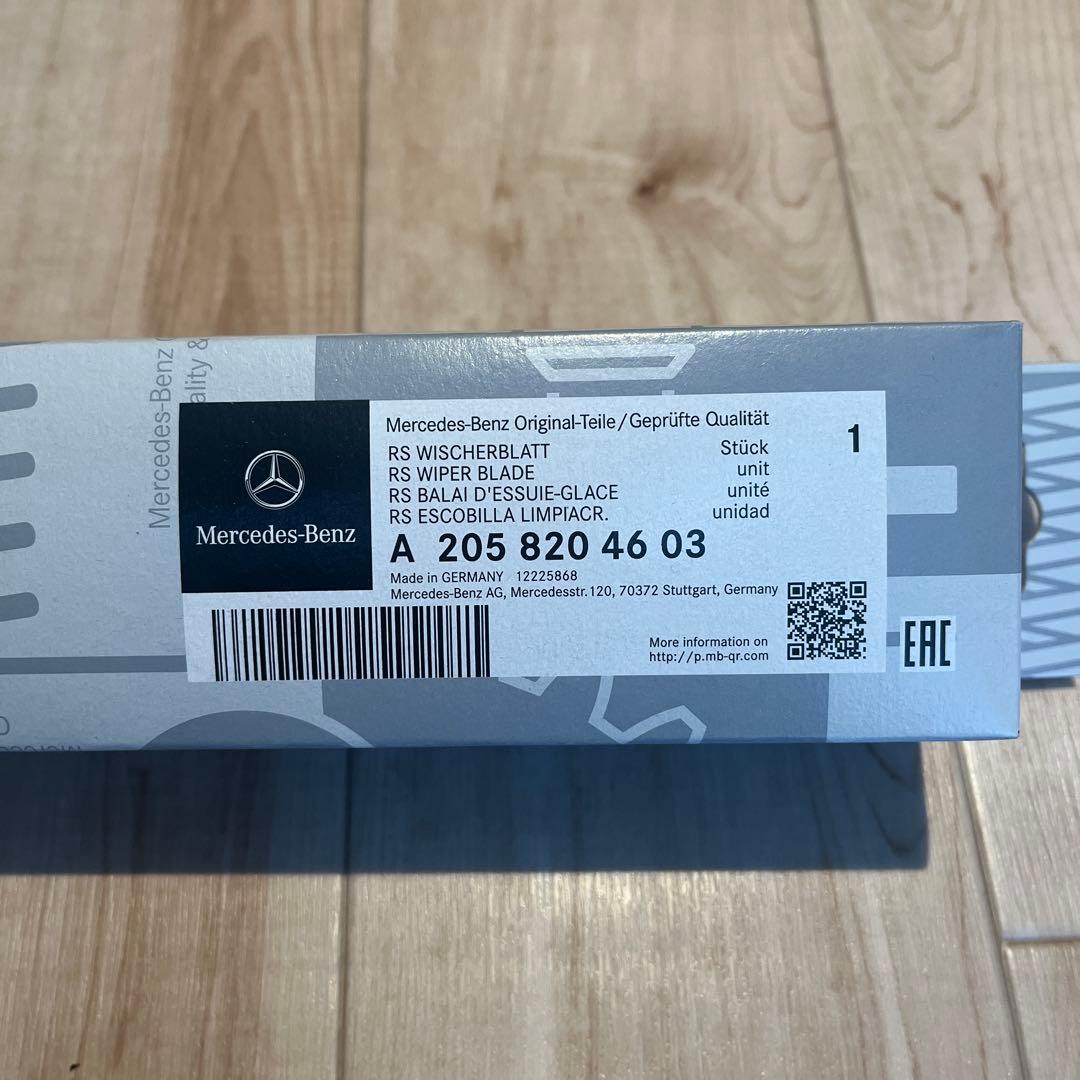 Mercedes-Benz
ality &
Mercedes-Benz
Mercedes-Benz Original-Teile/Geprüfte Qualität
RS WISCHERBLATT Stück 1
RS WIPER BLADE unit
RS BALAI D'ESSUIE-GLACE unité
RS ESCOBILLA LIMPIACR. unidad
A 205 820 46 03
Made in GERMANY 12225868
Mercedes-Benz AG, Mercedesstr.120, 70372 Stuttgart, Germany
More information on
http://p.mb-qr.com
EAC